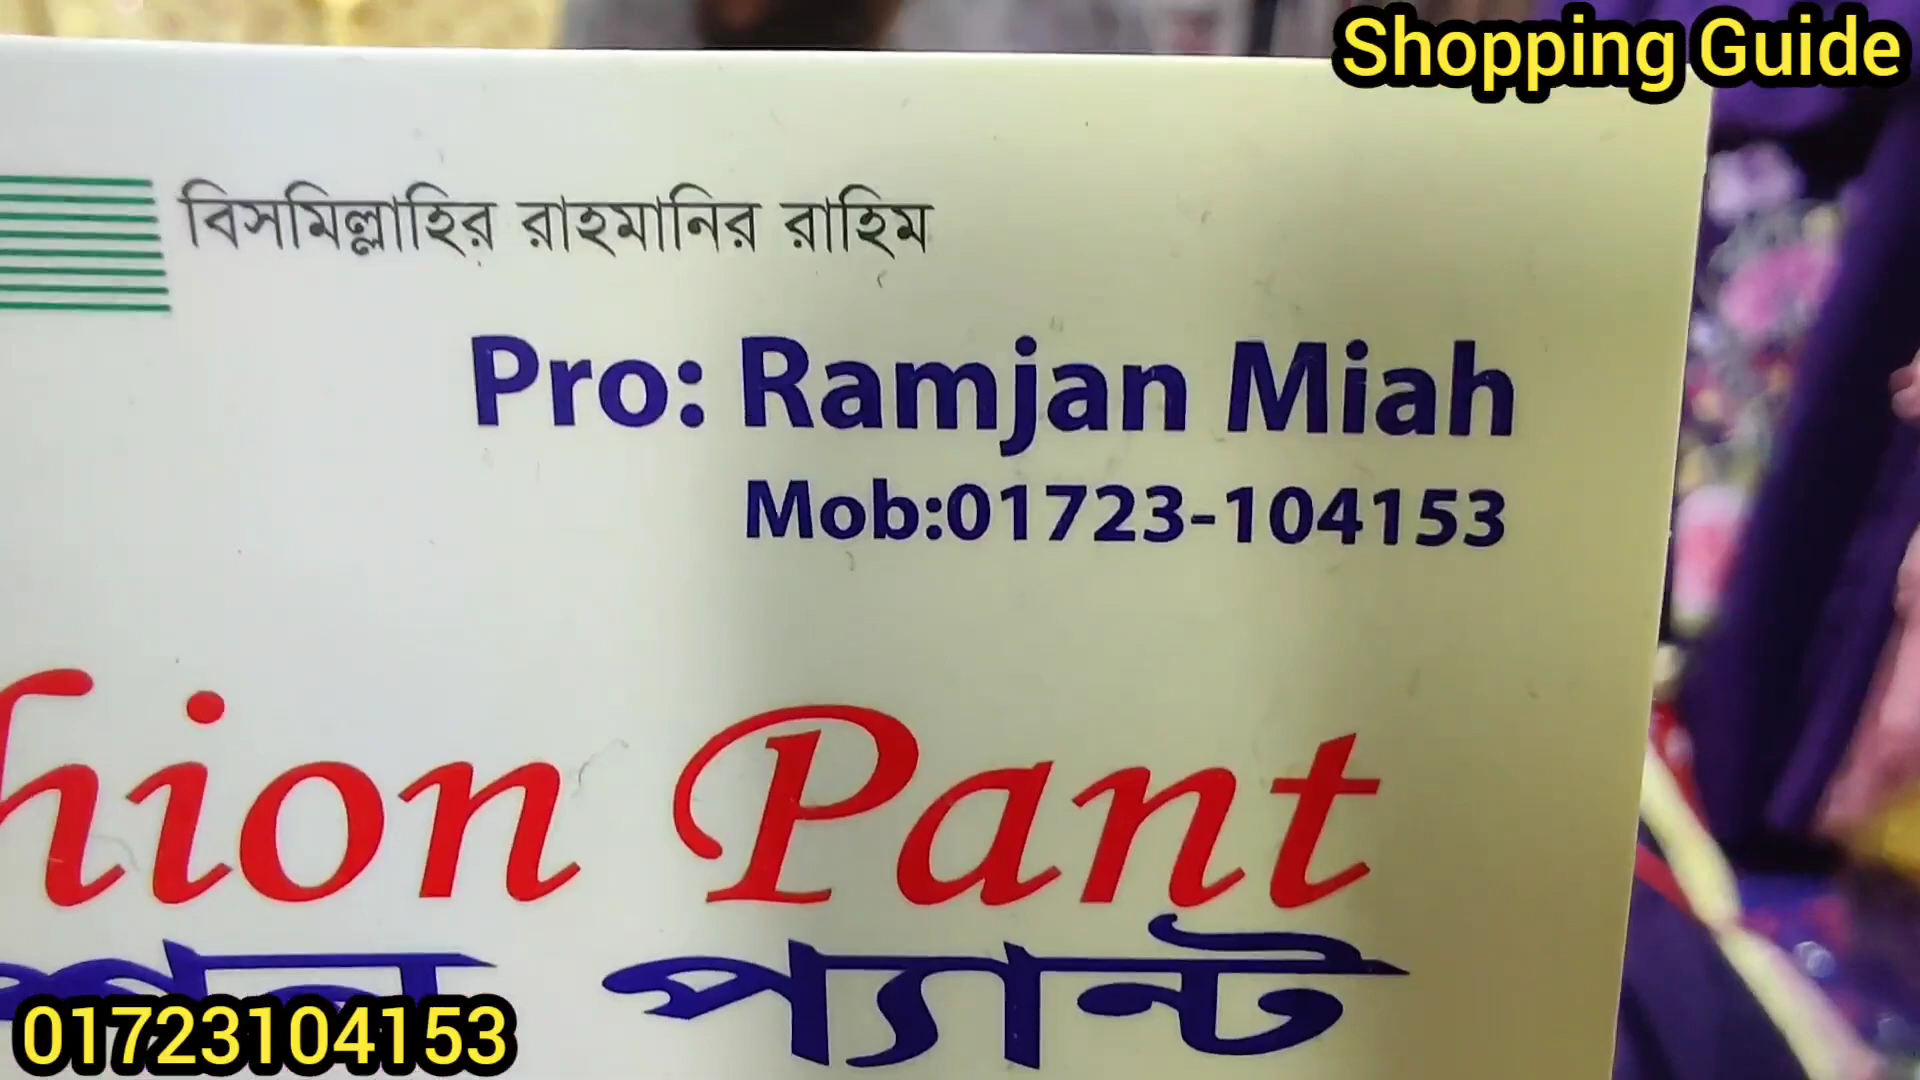 Shopping Guide
বিসমিল্লাহির রাহমানির রাহিম
Pro: Ramjan Miah
Mob:01723-104153
hion Pant
প্যান্ট
01723104153